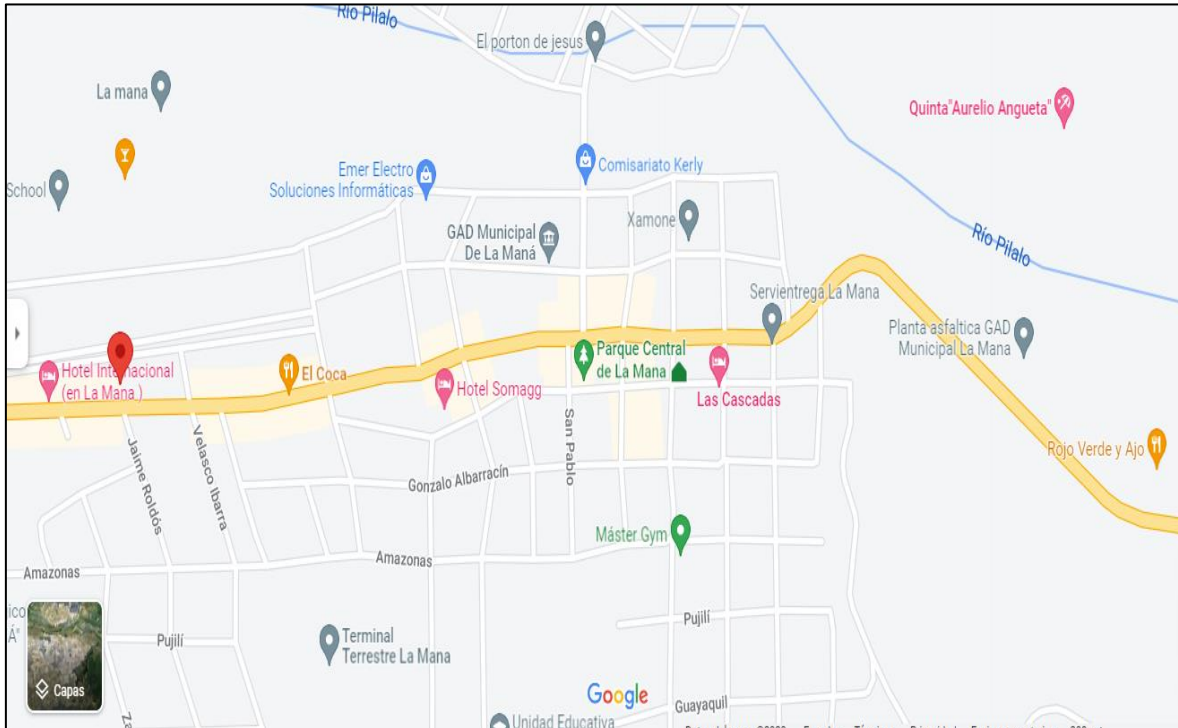 Río Pilalo
El porton de jesus
La mana
Quinta"Aurelio Angueta"
School
Emer Electro
Soluciones Informáticas
Comisariato Kerly
Xamone
GAD Municipal
De La Maná
Río Pilalo
Servientrega La Mana
Planta asfaltica GAD
Municipal La Mana
Hotel Internacional
(en La Mana )
El Coca
Parque Central
de La Mana
Hotel Somagg
Las Cascadas
Jaime Roldós
Velasco Ibarra
San Pablo
Rojo Verde y Ajo
Gonzalo Albarracín
Máster Gym
Amazonas
Amazonas
Pujilí
Pujilí
Terminal
Terrestre La Mana
Capas
Google
Guayaquil
Unidad Educativa